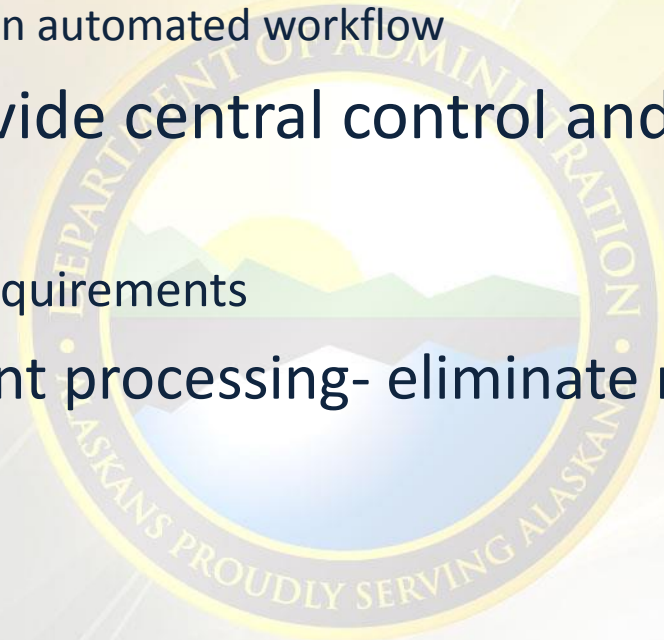 n automated workflow
vide central control and
quirements
nt processing- eliminate
DEPARTMENT OF ADMINISTRATION
ALASKANS PROUDLY SERVING ALASKANS